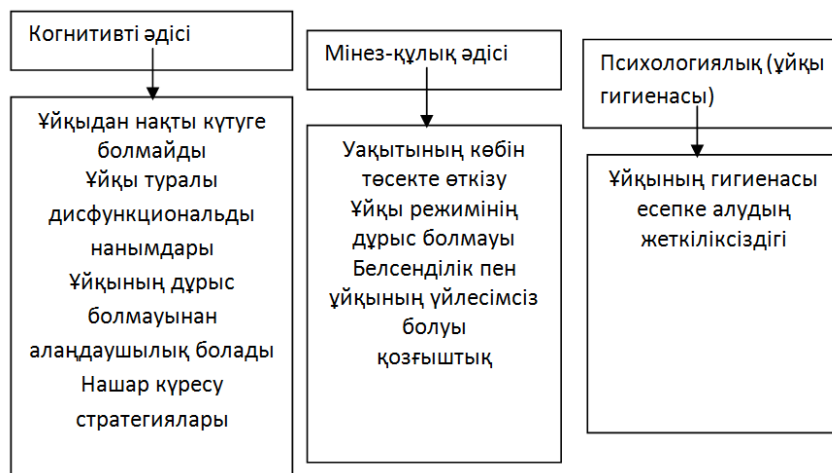 Когнитивті әдісі
Ұйқыдан нақты күтуге
болмайды
Ұйқы туралы
дисфункциональды
нанымдары
Ұйқының дұрыс
болмауынан
алаңдаушылық болады
Нашар күресу
стратегиялары
Мінез-құлық әдісі
Уақытының көбін
төсекте өткізу
Ұйқы режимінің
дұрыс болмауы
Белсенділік пен
ұйқының үйлесімсіз
болуы
қозғыштық
Психологиялық (ұйқы
гигиенасы)
Ұйқының гигиенасы
есепке алудың
жеткіліксіздігі